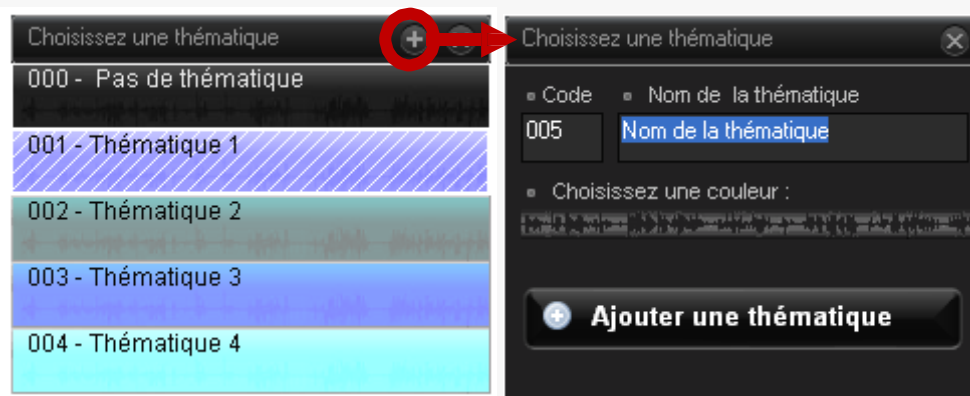 Choisissez une thématique
000 - Pas de thématique
001 - Thématique 1
002 - Thématique 2
003 - Thématique 3
004 - Thématique 4
Choisissez une thématique
Code Nom de la thématique
005 Nom de la thématique
Choisissez une couleur :
Ajouter une thématique